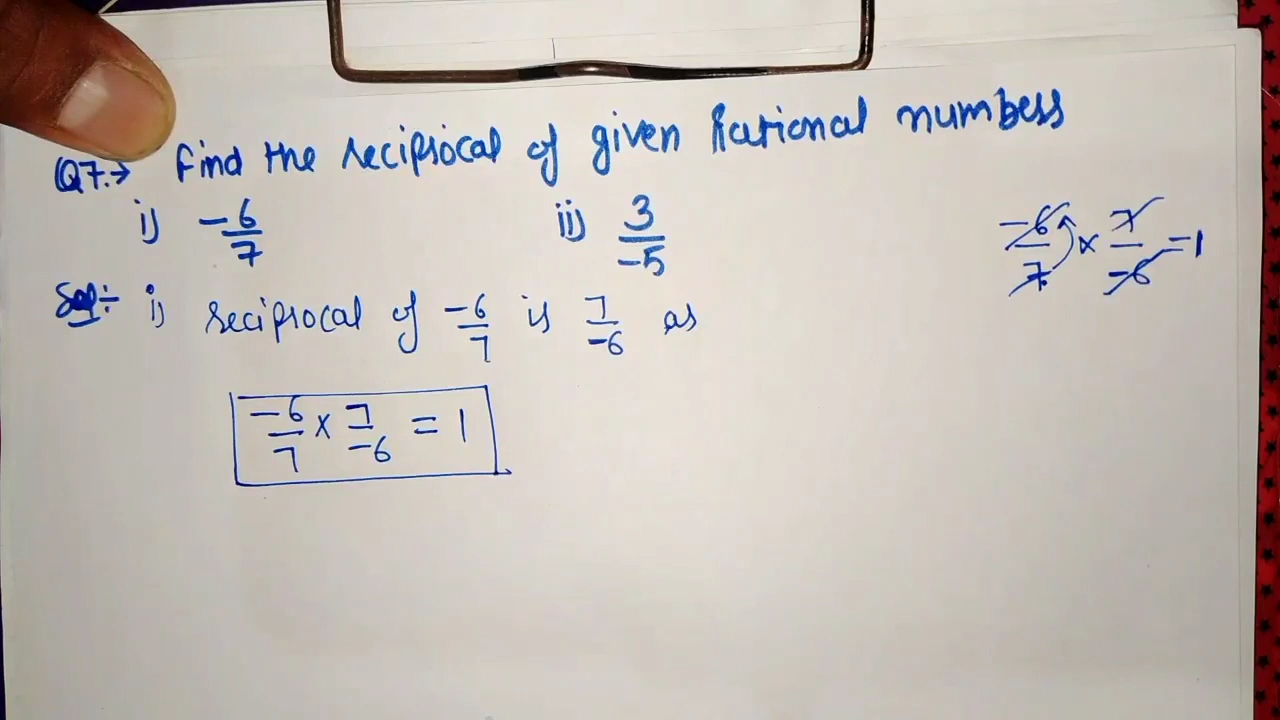 Q7.→ Find the reciprocal of given Rational numbers
i) -6/7 ii) 3/-5
-6/7 × 7/-6 = 1
Sol:- i) reciprocal of -6/7 is 7/-6 as
-6/7 × 7/-6 = 1